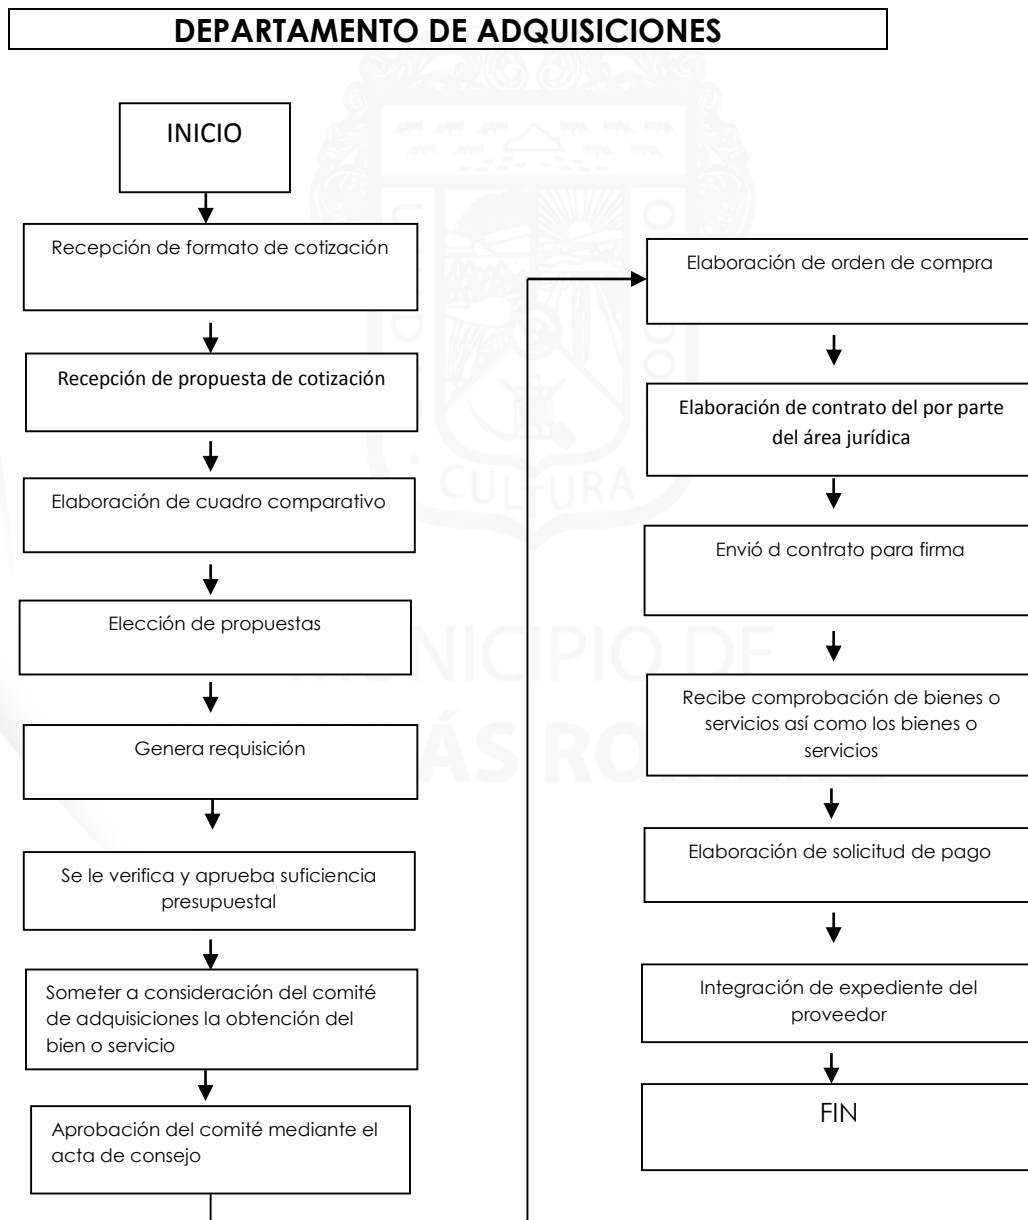 DEPARTAMENTO DE ADQUISICIONES
INICIO
Recepción de formato de cotización
Recepción de propuesta de cotización
Elaboración de cuadro comparativo
Elección de propuestas
Genera requisición
Se le verifica y aprueba suficiencia
presupuestal
Someter a consideración del comité
de adquisiciones la obtención del
bien o servicio
Aprobación del comité mediante el
acta de consejo
Elaboración de orden de compra
Elaboración de contrato del por parte
del área jurídica
Envió d contrato para firma
Recibe comprobación de bienes o
servicios así como los bienes o
servicios
Elaboración de solicitud de pago
Integración de expediente del
proveedor
FIN
CULTURA
MUNICIPIO DE